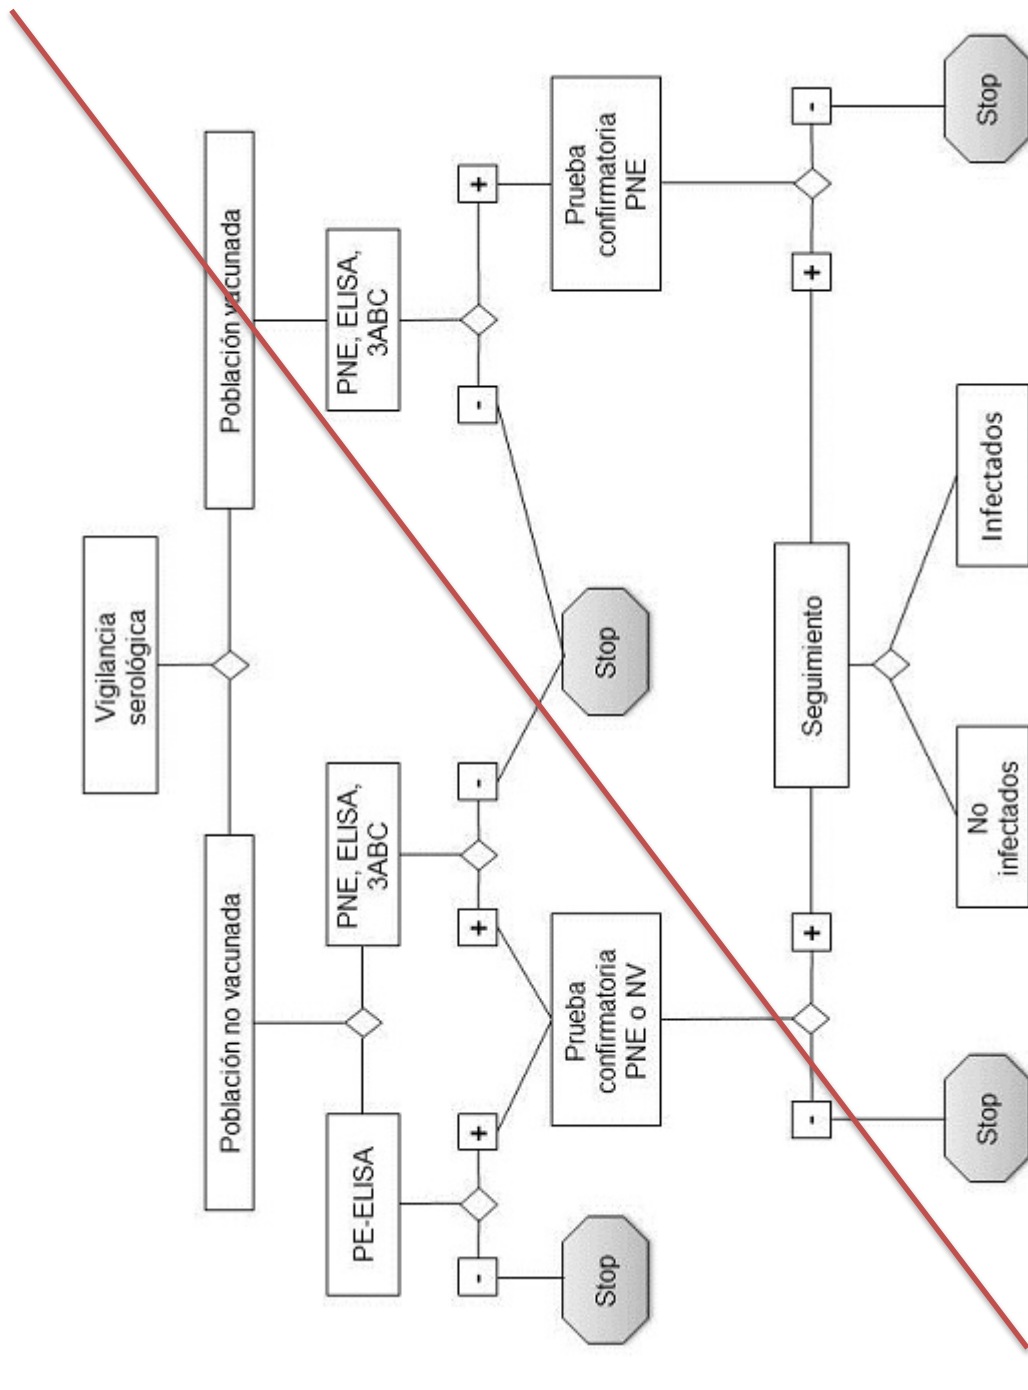 Vigilancia
serológica
Población no vacunada
Población vacunada
PE-ELISA
PNE, ELISA,
3ABC
PNE, ELISA,
3ABC
-
+
+
-
-
+
Stop
Prueba
confirmatoria
PNE o NV
Stop
Prueba
confirmatoria
PNE
-
+
Seguimiento
+
-
Stop
No
infectados
Infectados
Stop